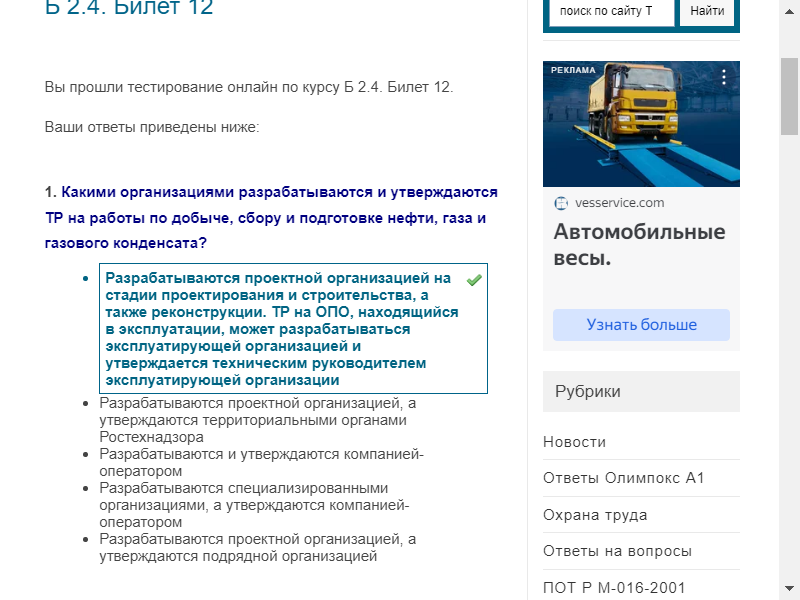 Б 2.4. Билет 12
Вы прошли тестирование онлайн по курсу Б 2.4. Билет 12.
Ваши ответы приведены ниже:
1. Какими организациями разрабатываются и утверждаются
ТР на работы по добыче, сбору и подготовке нефти, газа и
газового конденсата?
Разрабатываются проектной организацией на
стадии проектирования и строительства, а
также реконструкции. ТР на ОПО, находящийся
в эксплуатации, может разрабатываться
эксплуатирующей организацией и
утверждается техническим руководителем
эксплуатирующей организации
Разрабатываются проектной организацией, а
утверждаются территориальными органами
Ростехнадзора
Разрабатываются и утверждаются компанией-
оператором
Разрабатываются специализированными
организациями, а утверждаются компанией-
оператором
Разрабатываются проектной организацией, а
утверждаются подрядной организацией
поиск по сайту Т
Найти
РЕКЛАМА
vesservice.com
Автомобильные
весы.
Узнать больше
Рубрики
Новости
Ответы Олимпокс А1
Охрана труда
Ответы на вопросы
ПОТ Р М-016-2001